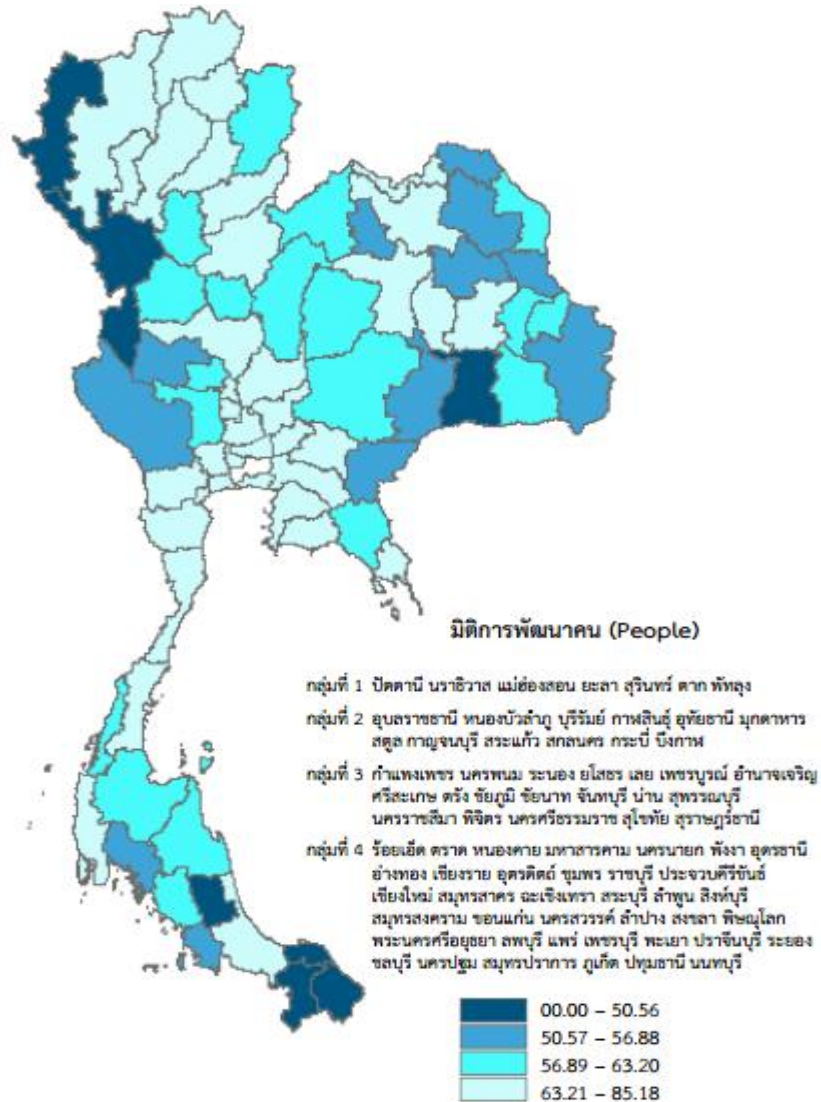 มิติการพัฒนาคน (People)
กลุ่มที่ 1 ปัตตานี นราธิวาส แม่ฮ่องสอน ยะลา สุรินทร์ ตาก พัทลุง
กลุ่มที่ 2 อุบลราชธานี หนองบัวลำภู บุรีรัมย์ กาฬสินธุ์ อุทัยธานี มุกดาหาร
สตูล กาญจนบุรี สระแก้ว สกลนคร กระบี่ บึงกาฬ
กลุ่มที่ 3 กำแพงเพชร นครพนม ระนอง ยโสธร เลย เพชรบูรณ์ อำนาจเจริญ
ศรีสะเกษ ตรัง ชัยภูมิ ชัยนาท จันทบุรี น่าน สุพรรณบุรี
นครราชสีมา พิจิตร นครศรีธรรมราช สุโขทัย สุราษฎร์ธานี
กลุ่มที่ 4 ร้อยเอ็ด ตราด หนองคาย มหาสารคาม นครนายก พังงา อุดรธานี
อ่างทอง เชียงราย อุตรดิตถ์ ชุมพร ราชบุรี ประจวบคีรีขันธ์
เชียงใหม่ สมุทรสาคร ฉะเชิงเทรา สระบุรี ลำพูน สิงห์บุรี
สมุทรสงคราม ขอนแก่น นครสวรรค์ ลำปาง สงขลา พิษณุโลก
พระนครศรีอยุธยา ลพบุรี แพร่ เพชรบุรี พะเยา ปราจีนบุรี ระยอง
ชลบุรี นครปฐม สมุทรปราการ ภูเก็ต ปทุมธานี นนทบุรี
00.00 – 50.56
50.57 – 56.88
56.89 – 63.20
63.21 – 85.18